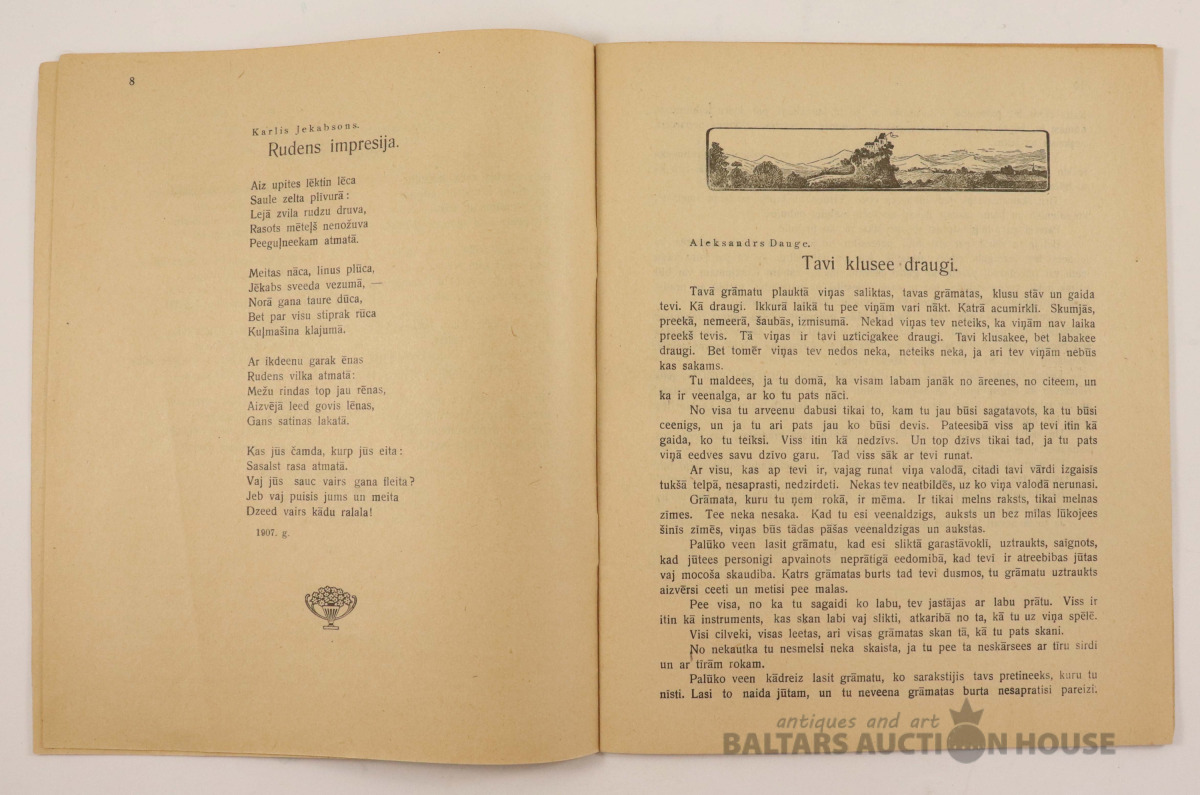 8
Karlis Jekabsons.
Rudens impresija.
Aiz upites lēktin lēca
Saule zelta plīvurā:
Lejā zvila rudzu druva,
Rasots mēteļš nenožuva
Peeguļneekam atmatā.
Meitas nāca, linus plūca,
Jēkabs sveeda vezumā, —
Norā gana taure dūca,
Bet par visu stiprak rūca
Kuļmašina klajumā.
Ar ikdeenu garak ēnas
Rudens vilka atmatā:
Mežu rindas top jau rēnas,
Aizvējā leed govis lēnas,
Gans satinas lakatā.
Kas jūs čamda, kurp jūs eita:
Sasalst rasa atmatā.
Vaj jūs sauc vairs gana fleita?
Jeb vaj puisis jums un meita
Dzeed vairs kādu ralala!
1907. g.
Aleksandrs Dauge.
Tavi klusee draugi.
Tavā grāmatu plauktā viņas saliktas, tavas grāmatas, klusu stāv un gaida
tevi. Kā draugi. Ikkurā laikā tu pee viņām vari nākt. Katrā acumirklī. Skumjās,
preekā, nemeerā, šaubās, izmisumā. Nekad viņas tev neteiks, ka viņām nav laika
preekš tevis. Tā viņas ir tavi uzticigakee draugi. Tavi klusakee, bet labakee
draugi. Bet tomēr viņas tev nedos neka, neteiks neka, ja ari tev viņām nebūs
kas sakams.
Tu maldees, ja tu domā, ka visam labam janāk no āreenes, no citeem, un
ka ir veenalga, ar ko tu pats nāci.
No visa tu arveenu dabusi tikai to, kam tu jau būsi sagatavots, ka tu būsi
ceenigs, un ja tu ari pats jau ko būsi devis. Pateesibā viss ap tevi itin kā
gaida, ko tu teiksi. Viss itin kā nedzīvs. Un top dzīvs tikai tad, ja tu pats
viņā eedves savu dzīvo garu. Tad viss sāk ar tevi runat.
Ar visu, kas ap tevi ir, vajag runat viņa valodā, citadi tavi vārdi izgaisīs
tukšā telpā, nesaprasti, nedzirdeti. Nekas tev neatbildēs, uz ko viņa valodā nerunasi.
Grāmata, kuru tu ņem rokā, ir mēma. Ir tikai melns raksts, tikai melnas
zīmes. Tee neka nesaka. Kad tu esi veenaldzīgs, auksts un bez mīlas lūkojees
šinīs zīmēs, viņas būs tādas pāšas veenaldzigas un aukstas.
Palūko veen lasit grāmatu, kad esi sliktā garastāvoklī, uztraukts, saīgnots,
kad jūtees personīgi apvainots neprātigā eedomibā, kad tevī ir atreebibas jūtas
vaj mocoša skaudiba. Katrs grāmatas burts tad tevi dusmos, tu grāmatu uztraukts
aizvērsi ceeti un metisi pee malas.
Pee visa, no ka tu sagaidi ko labu, tev jastājas ar labu prātu. Viss ir
itin kā instruments, kas skan labi vaj slikti, atkaribā no ta, kā tu uz viņa spēlē.
Visi cilveki, visas leetas, ari visas grāmatas skan tā, kā tu pats skani.
No nekautka tu nesmelsi neka skaista, ja tu pee ta neskārsees ar tīru sirdi
un ar tīrām rokam.
Palūko veen kādreiz lasit grāmatu, ko sarakstijis tavs pretineeks, kuru tu
nīsti. Lasi to naida jūtam, un tu neveena grāmatas burta nesapratisi pareizi.
antiques and art
BALTARS AUCTION HOUSE